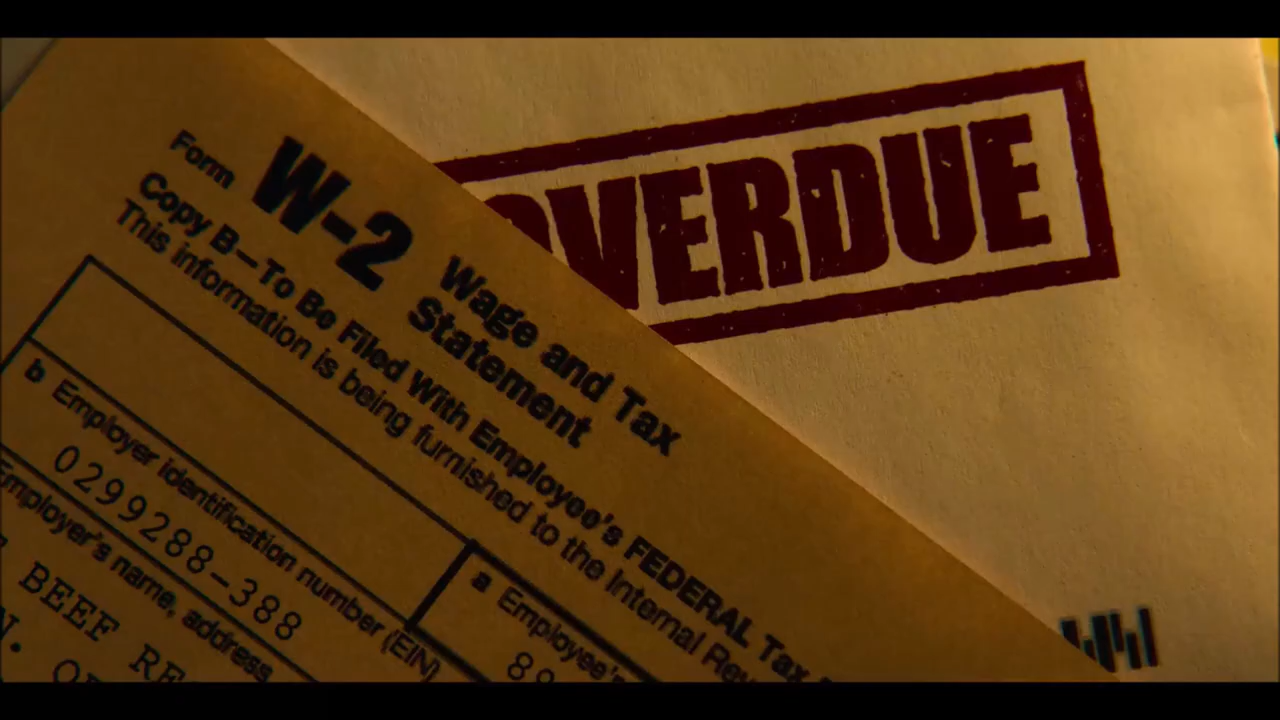 OVERDUE
Form W-2 Wage and Tax
Statement
Copy B—To Be Filed With Employee's FEDERAL Tax
This information is being furnished to the Internal
b Employer identification number (EIN)
0299288-388
a Employee's
89
Employer's name, address
BEEF